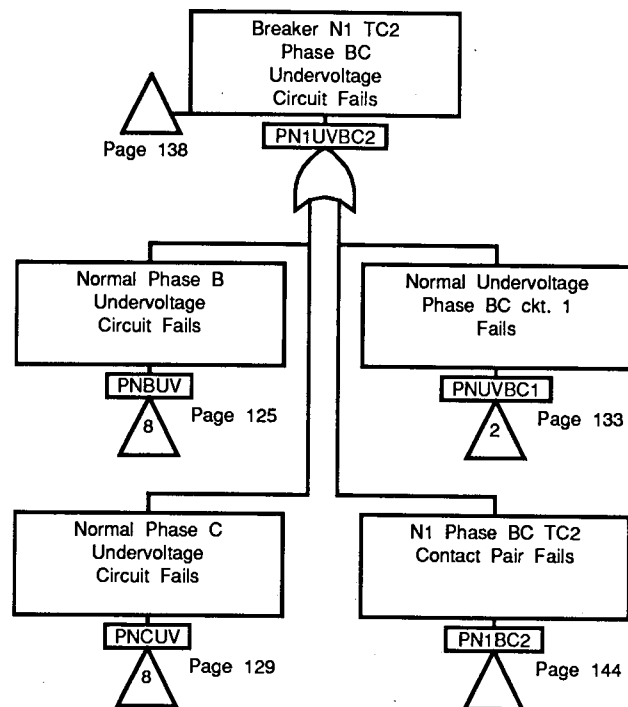 Breaker N1 TC2
Phase BC
Undervoltage
Circuit Fails
Page 138
PN1UVBC2
Normal Phase B
Undervoltage
Circuit Fails
PNBUV
8
Page 125
Normal Undervoltage
Phase BC ckt. 1
Fails
PNUVBC1
2
Page 133
Normal Phase C
Undervoltage
Circuit Fails
PNCUV
8
Page 129
N1 Phase BC TC2
Contact Pair Fails
PN1BC2
Page 144